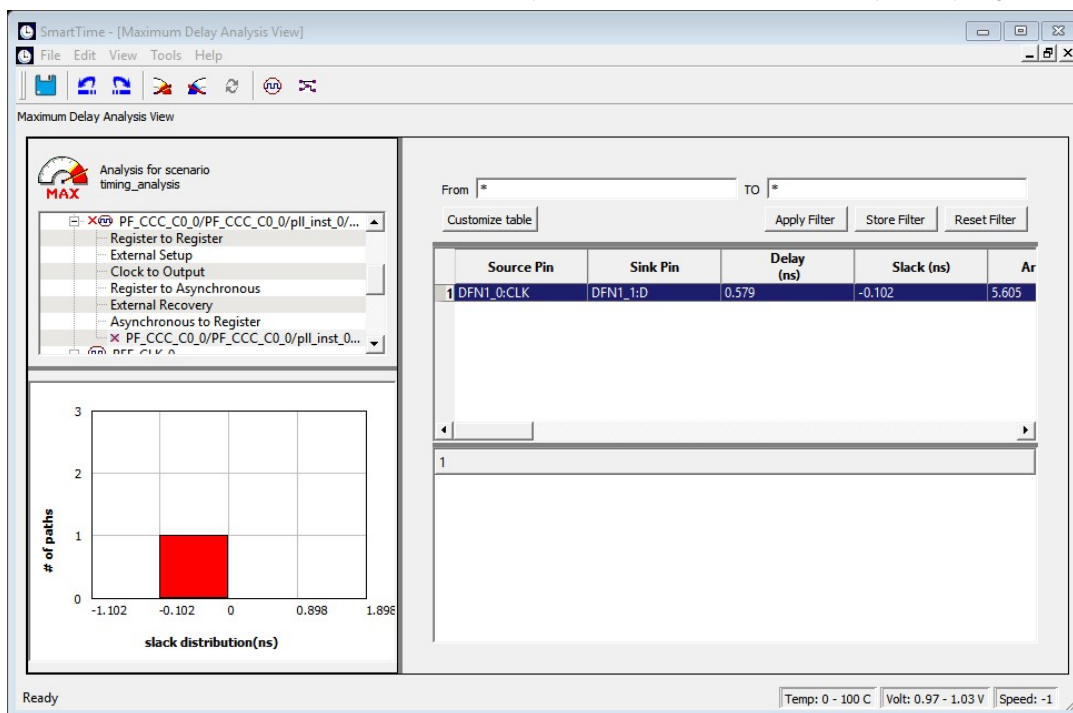 SmartTime - [Maximum Delay Analysis View]
File Edit View Tools Help
Maximum Delay Analysis View
Analysis for scenario
timing_analysis
MAX
PF_CCC_C0_0/PF_CCC_C0_0/pll_inst_0/...
Register to Register
External Setup
Clock to Output
Register to Asynchronous
External Recovery
Asynchronous to Register
PF_CCC_C0_0/PF_CCC_C0_0/pll_inst_0...
From * TO *
Customize table Apply Filter Store Filter Reset Filter
Source Pin Sink Pin Delay (ns) Slack (ns) Ar
1 DFN1_0:CLK DFN1_1:D 0.579 -0.102 5.605
1
3
2
1
0
# of paths
-1.102 -0.102 0 0.898 1.898
slack distribution(ns)
Ready Temp: 0 - 100 C Volt: 0.97 - 1.03 V Speed: -1